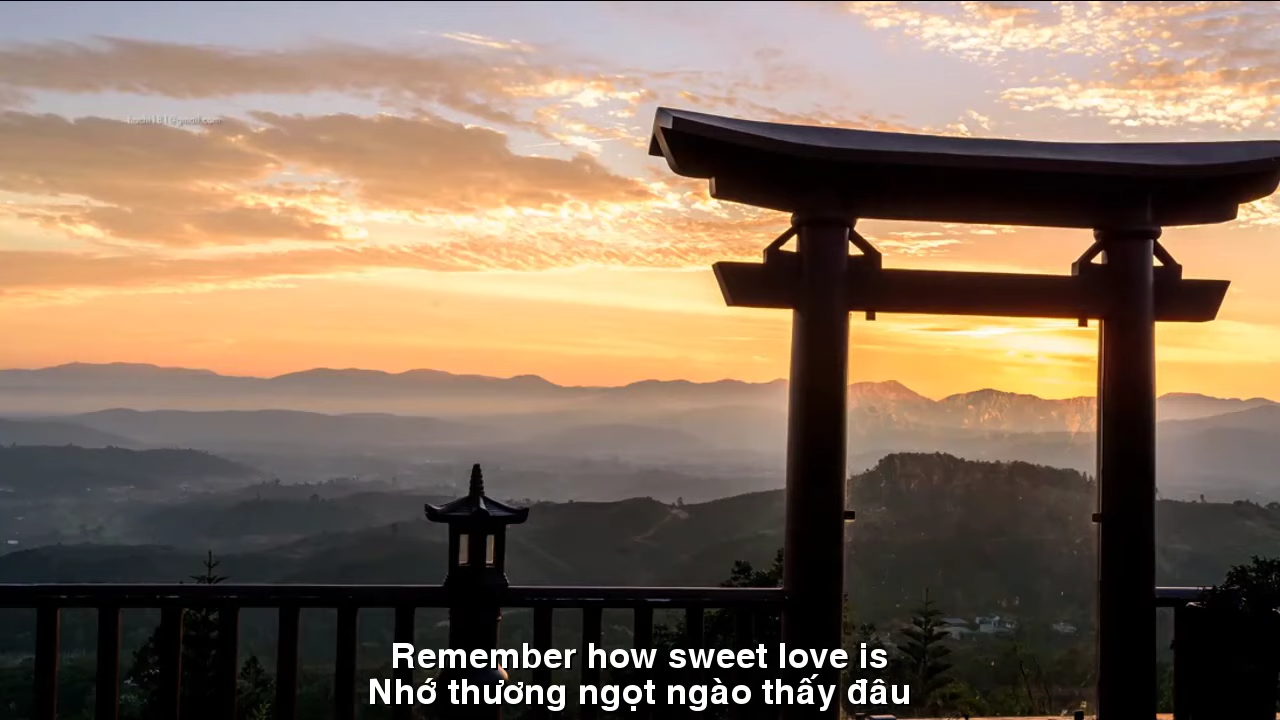 Remember how sweet love is
Nhớ thương ngọt ngào thấy đâu